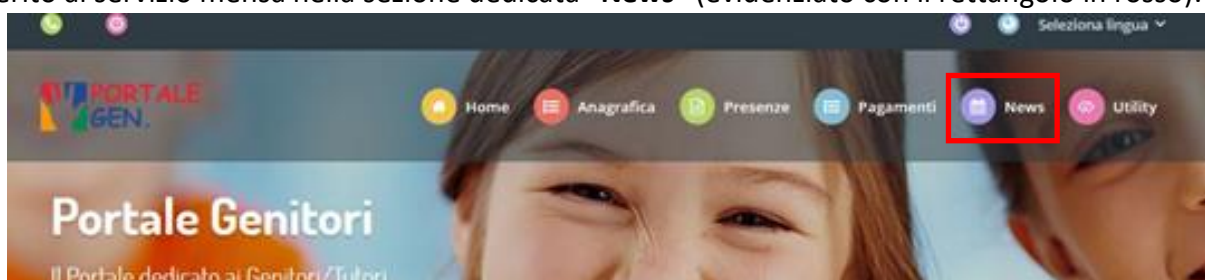 al servizio mensa nella sezione dedicata "News" (evidenziato con il rettangolo in rosso).
Seleziona lingua
PORTALE
GEN.
Home Anagrafica Presenze Pagamenti News Utility
Portale Genitori
Il Portale dedicato ai Genitori/Tutori